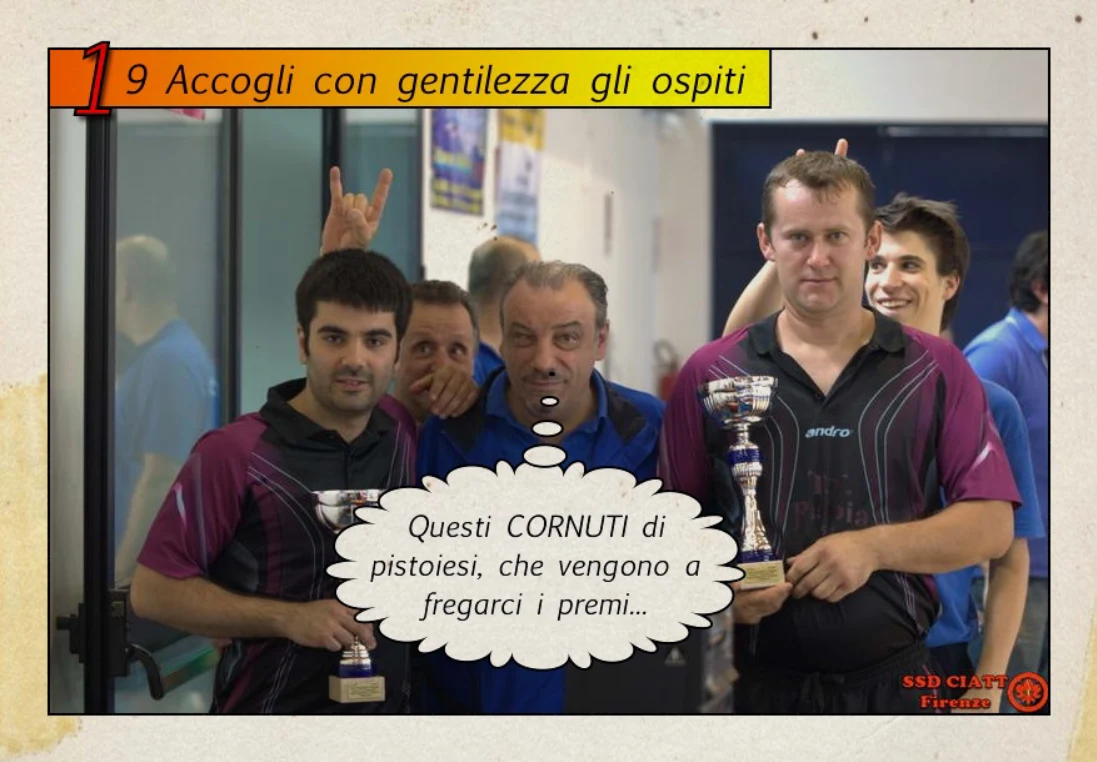 19 Accogli con gentilezza gli ospiti
andro
Questi CORNUTI di
pistoiesi, che vengono a
fregarci i premi...
SSD CIATT
Firenze